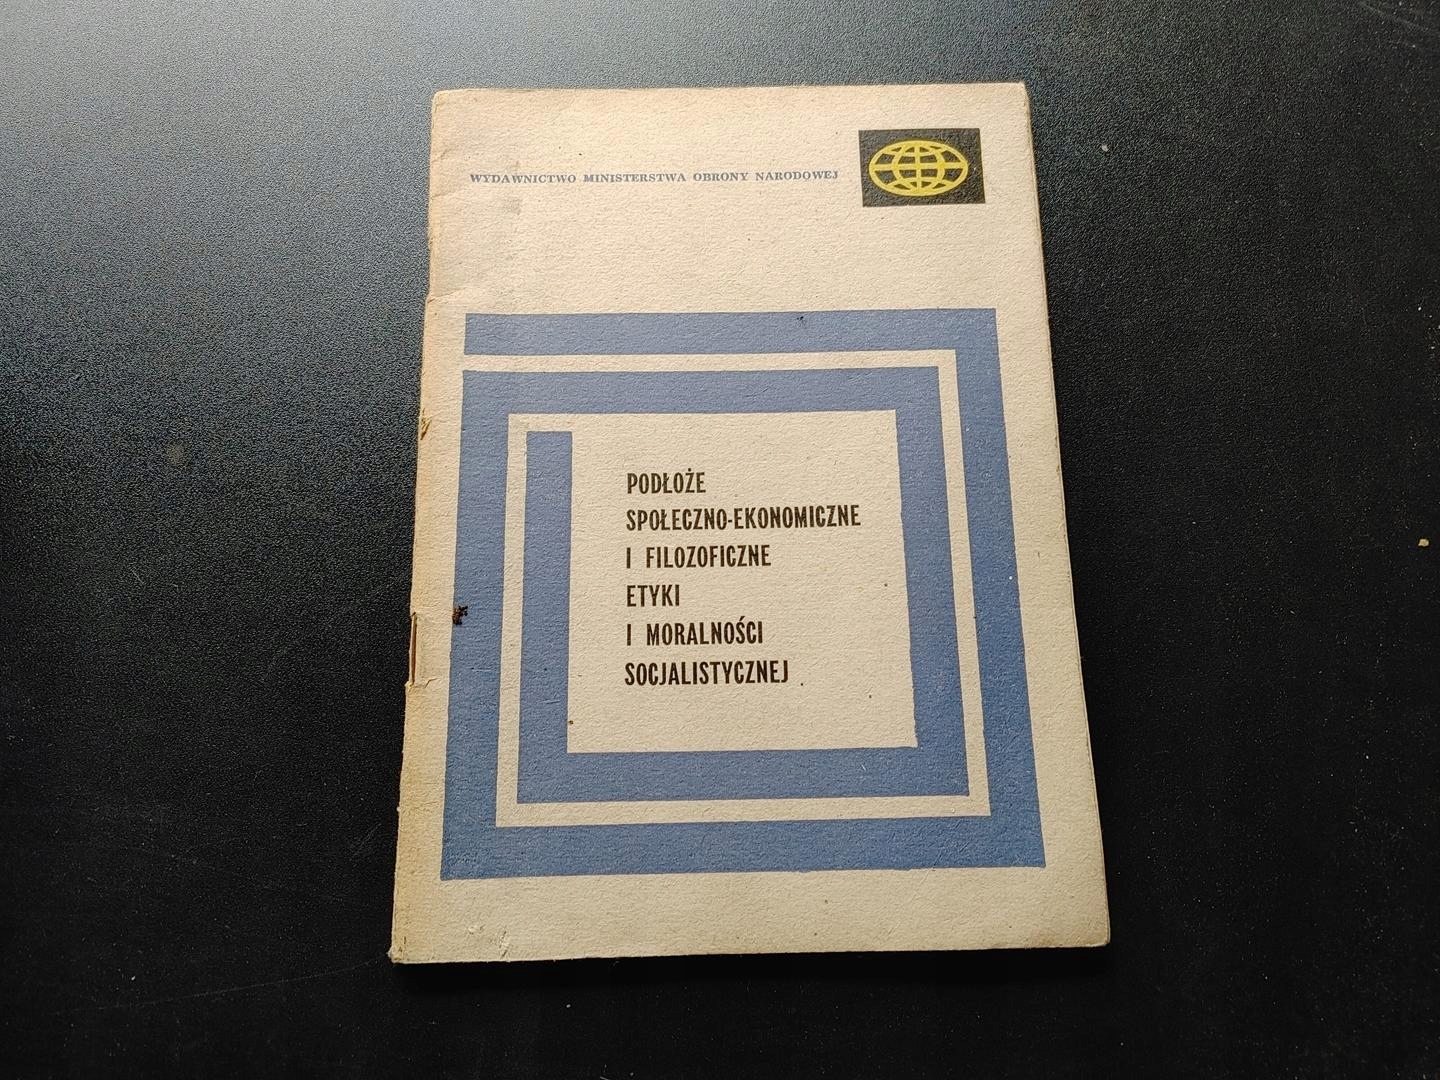 WYDAWNICTWO MINISTERSTWA OBRONY NARODOWEJ
PODŁOŻE
SPOŁECZNO-EKONOMICZNE
I FILOZOFICZNE
ETYKI
I MORALNOŚCI
SOCJALISTYCZNEJ